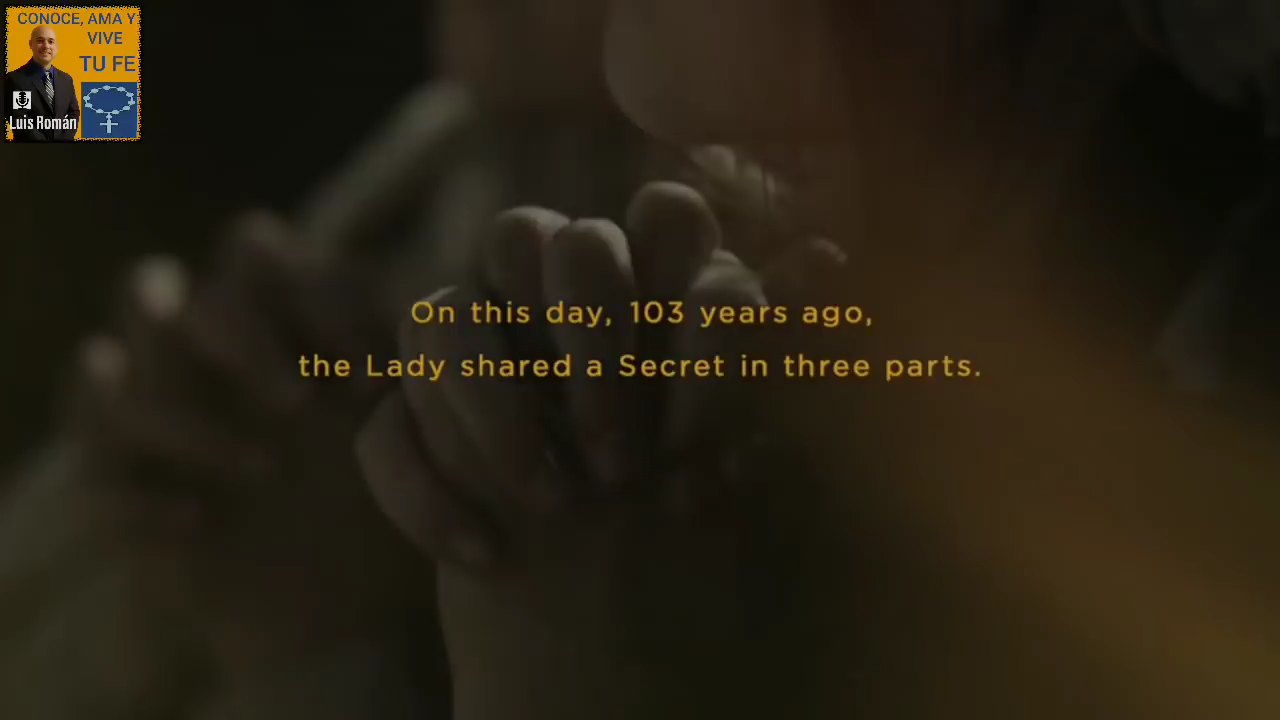 CONOCE, AMA Y
VIVE
TU FE
Luis Román
On this day, 103 years ago,
the Lady shared a Secret in three parts.